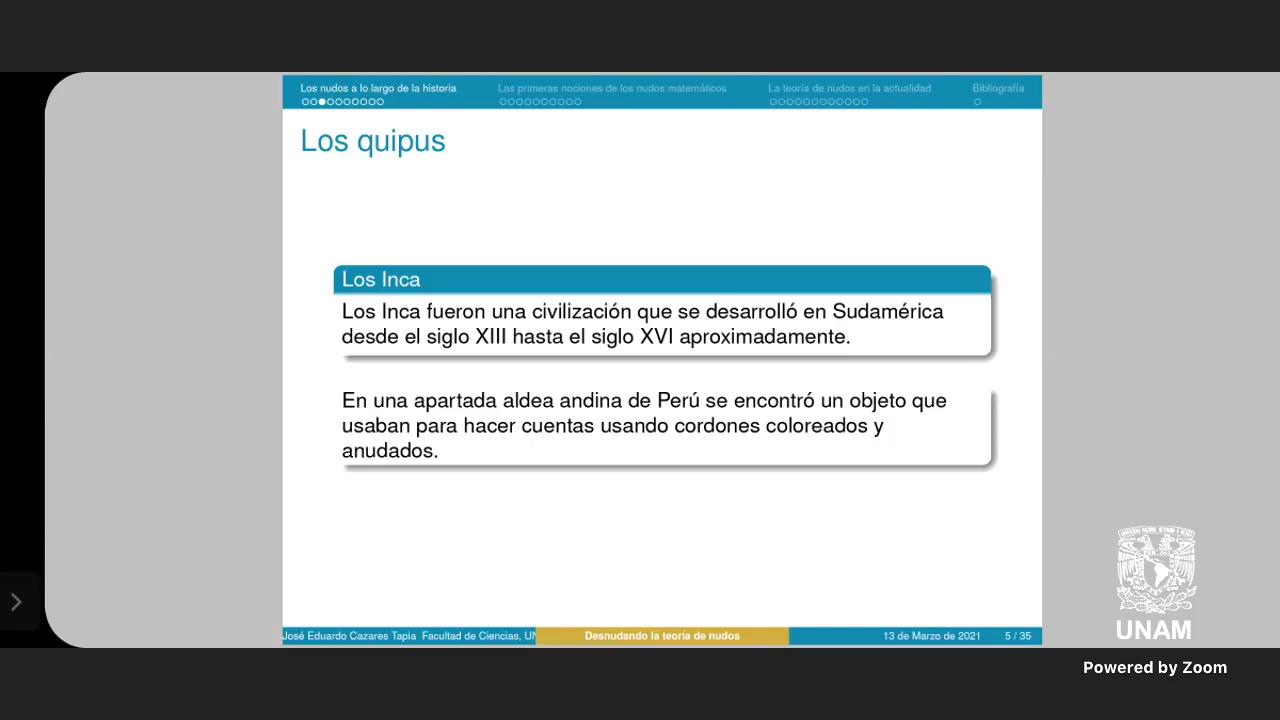 Los nudos a lo largo de la historia
Las primeras nociones de los nudos matemáticos
La teoría de nudos en la actualidad
Bibliografía
Los quipus
Los Inca
Los Inca fueron una civilización que se desarrolló en Sudamérica
desde el siglo XIII hasta el siglo XVI aproximadamente.
En una apartada aldea andina de Perú se encontró un objeto que
usaban para hacer cuentas usando cordones coloreados y
anudados.
José Eduardo Cazares Tapia Facultad de Ciencias, UN
Desnudando la teoría de nudos
13 de Marzo de 2021
5 / 35
UNAM
Powered by Zoom